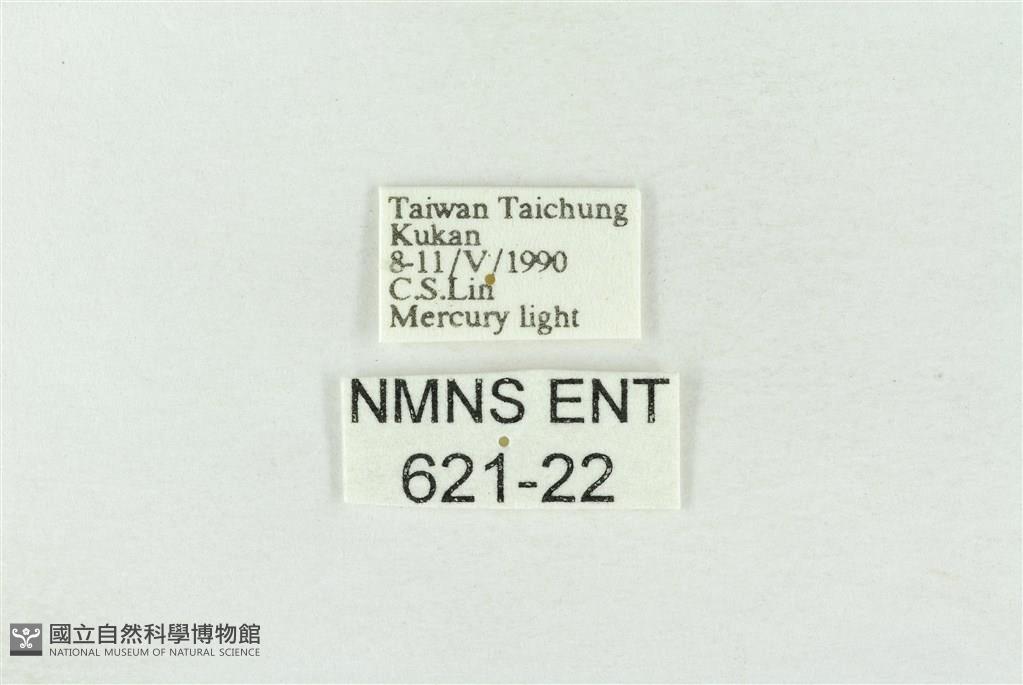 Taiwan Taichung
Kukan
8-11/V/1990
C.S.Lin
Mercury light
NMNS ENT
621-22
國立自然科學博物館
NATIONAL MUSEUM OF NATURAL SCIENCE